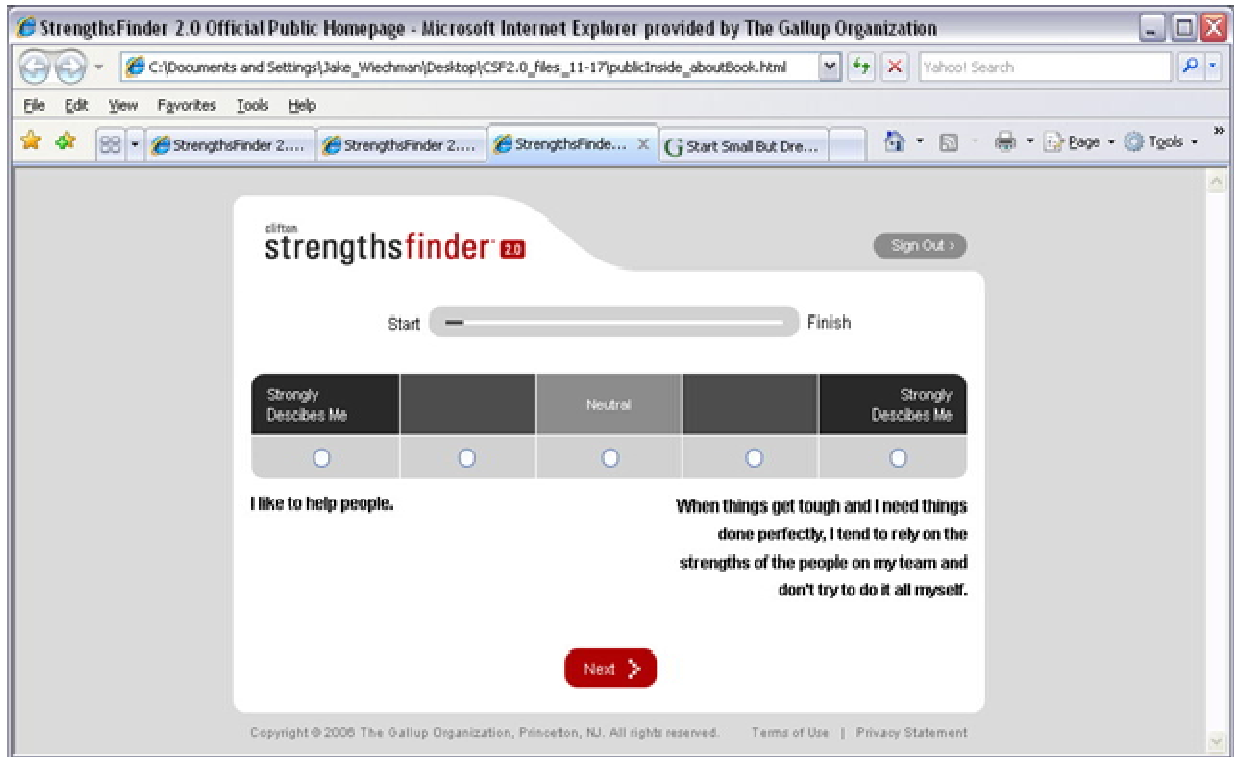 StrengthsFinder 2.0 Official Public Homepage - Microsoft Internet Explorer provided by The Gallup Organization
C:\Documents and Settings\Jake_Wiechman\Desktop\CSF2.0_files_11-17\publicInside_aboutBook.html
Yahoo! Search
File Edit View Favorites Tools Help
StrengthsFinder 2.... StrengthsFinder 2.... StrengthsFinde... Start Small But Dre... Page Tools
clifton
strengthsfinder 2.0
Sign Out
Start Finish
Strongly
Descibes Me
Neutral
Strongly
Descibes Me
I like to help people.
When things get tough and I need things
done perfectly, I tend to rely on the
strengths of the people on my team and
don't try to do it all myself.
Next
Copyright © 2006 The Gallup Organization, Princeton, NJ. All rights reserved. Terms of Use | Privacy Statement